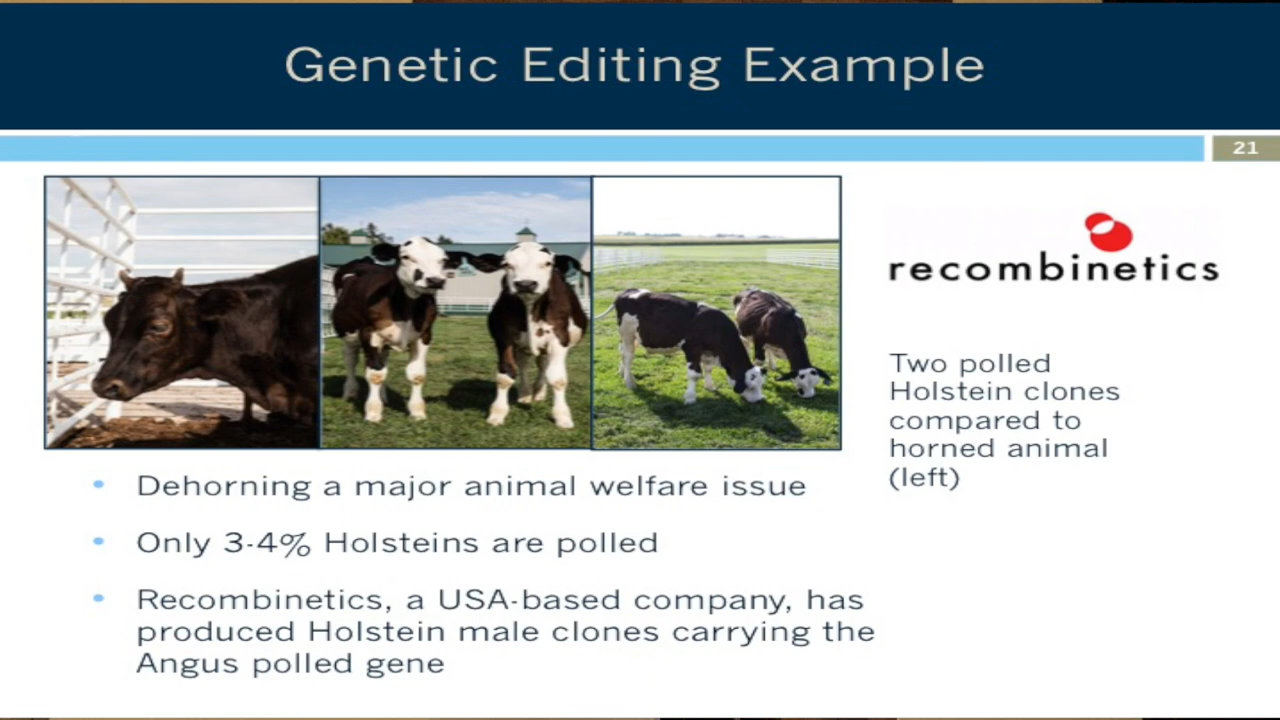 Genetic Editing Example
21
recombinetics
Two polled
Holstein clones
compared to
horned animal
(left)
• Dehorning a major animal welfare issue
• Only 3-4% Holsteins are polled
• Recombinetics, a USA-based company, has
produced Holstein male clones carrying the
Angus polled gene